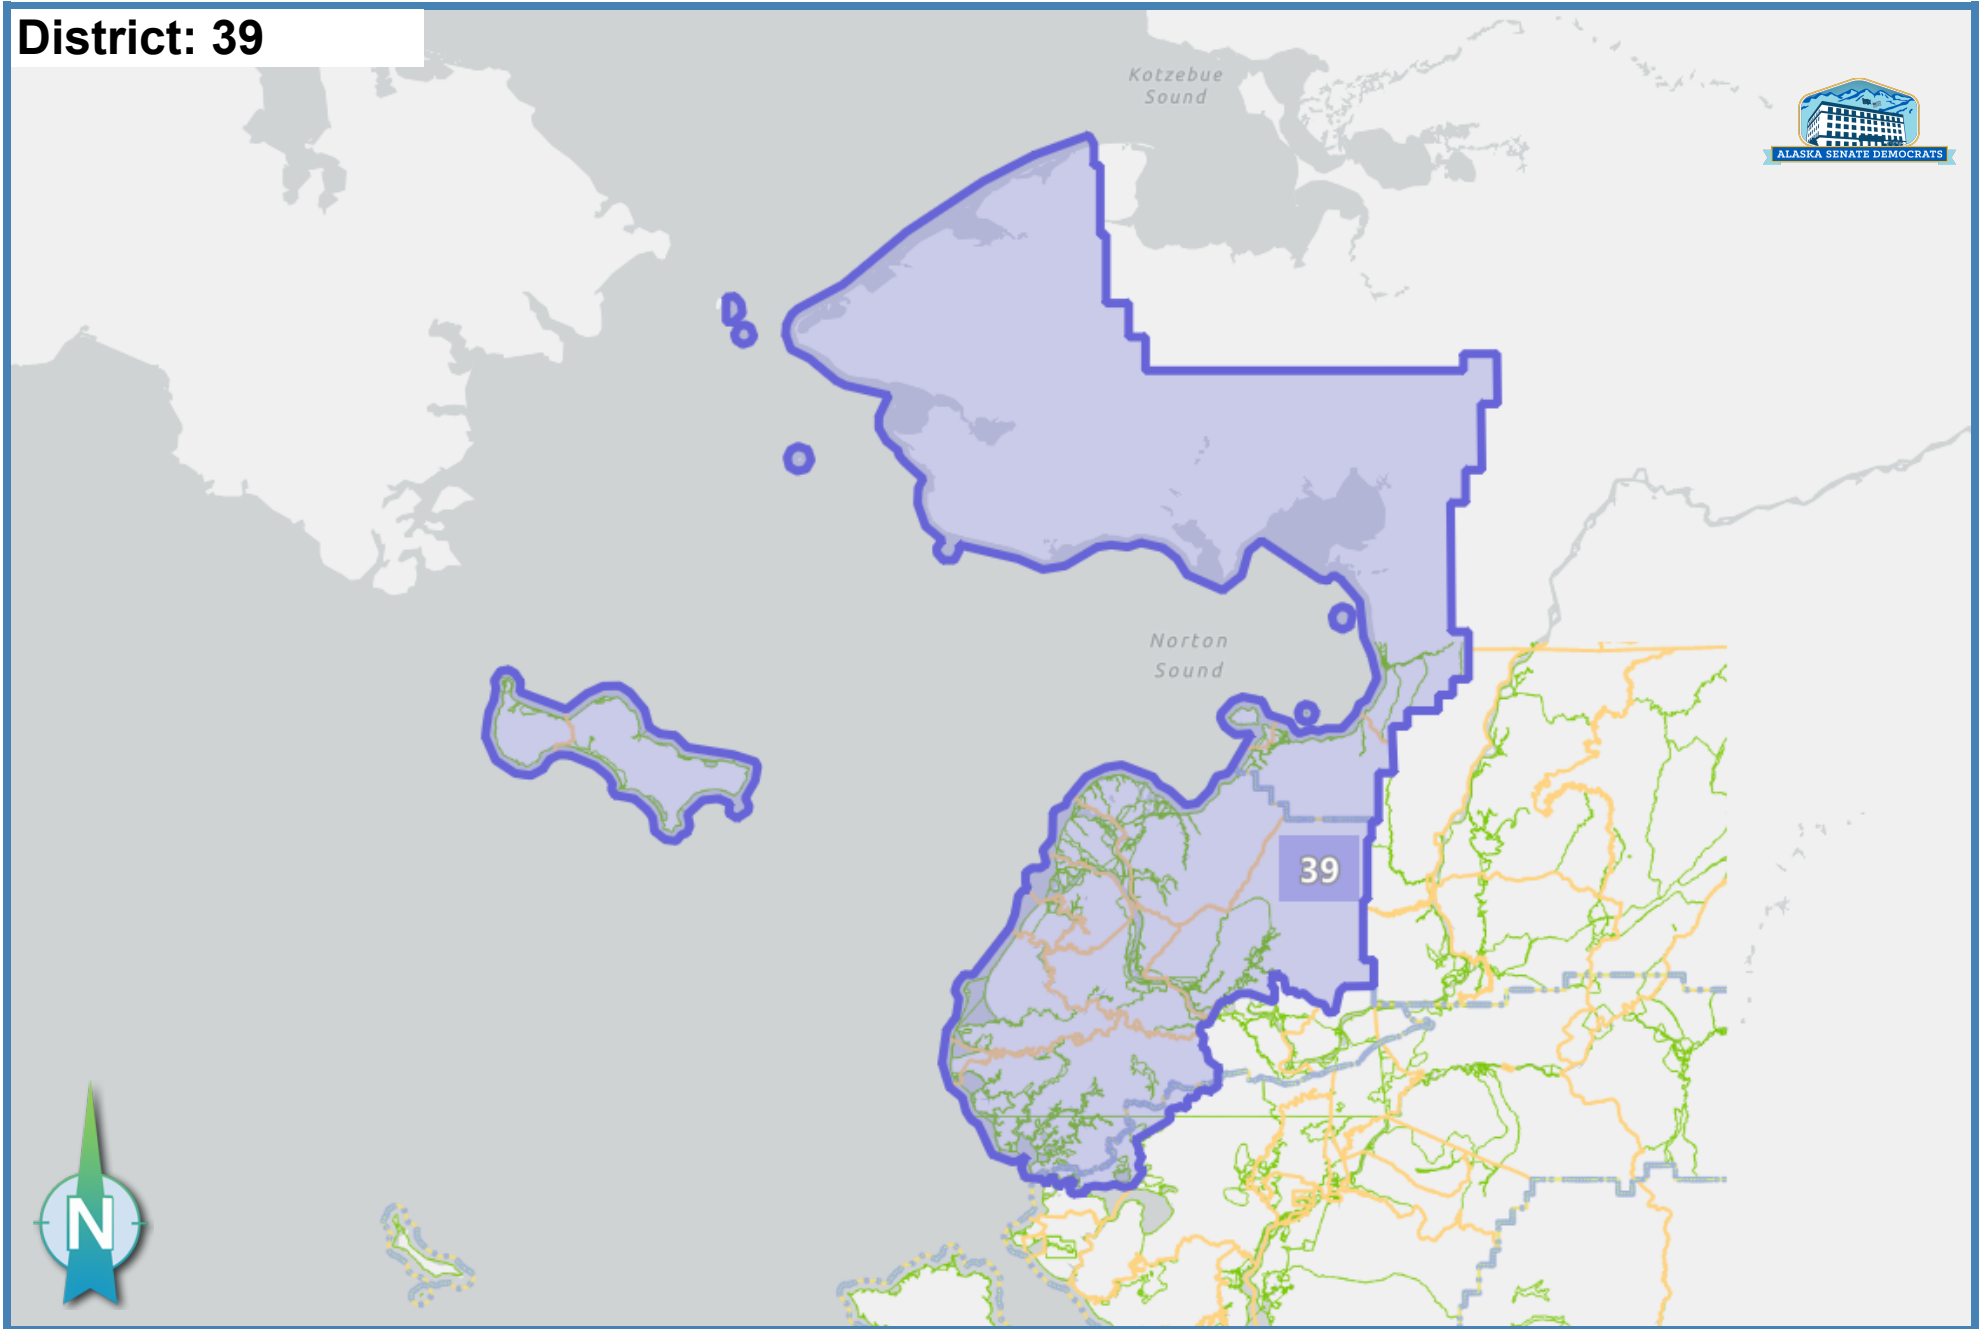 District: 39
Kotzebue
Sound
ALASKA SENATE DEMOCRATS
Norton
Sound
39
N